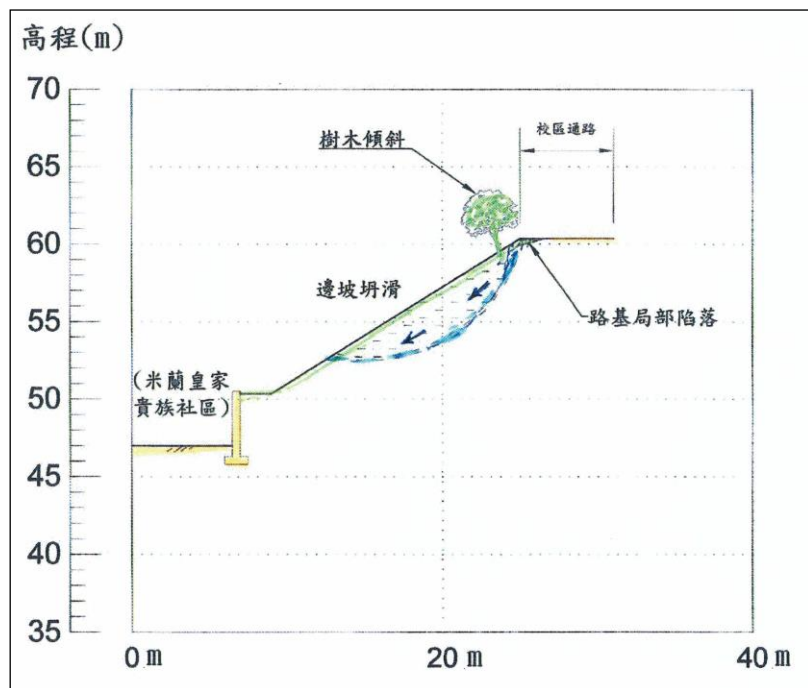 高程(m)
70
65
60
55
50
45
40
35
校區通路
樹木傾斜
邊坡坍滑
路基局部陷落
(米蘭皇家
貴族社區)
0 m
20 m
40 m